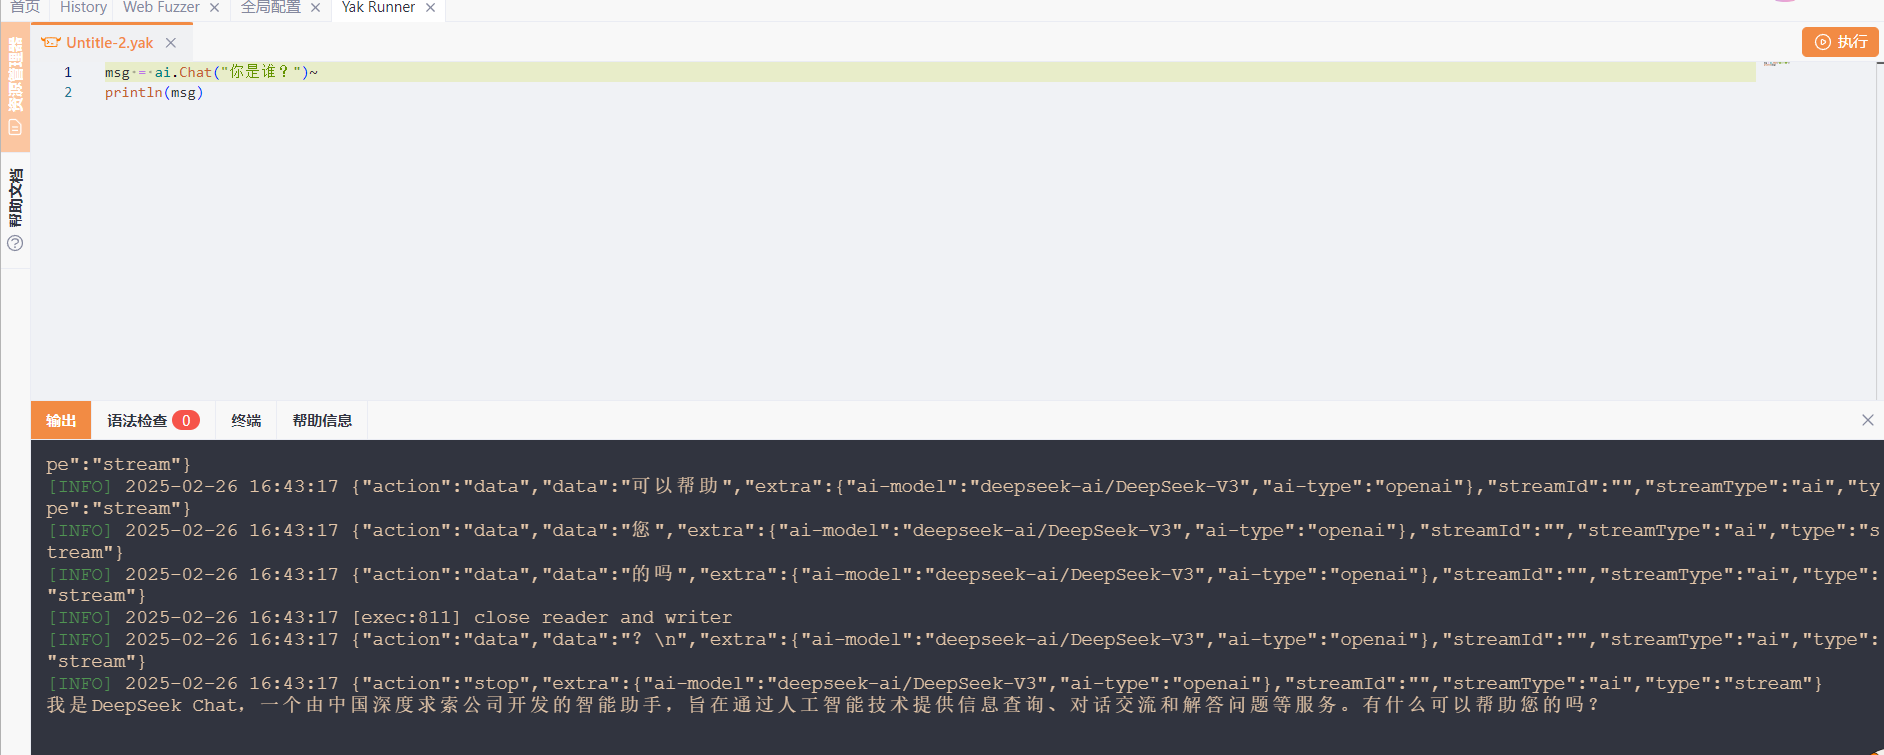 首页 History Web Fuzzer 全局配置 Yak Runner
资源管理器
帮助文档
Untitle-2.yak
执行
1 msg = ai.Chat("你是谁？")~
2 println(msg)
输出 语法检查 0 终端 帮助信息
pe":"stream"}
[INFO] 2025-02-26 16:43:17 {"action":"data","data":"可以帮助","extra":{"ai-model":"deepseek-ai/DeepSeek-V3","ai-type":"openai"},"streamId":"","streamType":"ai","ty
pe":"stream"}
[INFO] 2025-02-26 16:43:17 {"action":"data","data":"您","extra":{"ai-model":"deepseek-ai/DeepSeek-V3","ai-type":"openai"},"streamId":"","streamType":"ai","type":"s
tream"}
[INFO] 2025-02-26 16:43:17 {"action":"data","data":"的吗","extra":{"ai-model":"deepseek-ai/DeepSeek-V3","ai-type":"openai"},"streamId":"","streamType":"ai","type":
"stream"}
[INFO] 2025-02-26 16:43:17 [exec:811] close reader and writer
[INFO] 2025-02-26 16:43:17 {"action":"data","data":"？\n","extra":{"ai-model":"deepseek-ai/DeepSeek-V3","ai-type":"openai"},"streamId":"","streamType":"ai","type":
"stream"}
[INFO] 2025-02-26 16:43:17 {"action":"stop","extra":{"ai-model":"deepseek-ai/DeepSeek-V3","ai-type":"openai"},"streamId":"","streamType":"ai","type":"stream"}
我是DeepSeek Chat，一个由中国深度求索公司开发的智能助手，旨在通过人工智能技术提供信息查询、对话交流和解答问题等服务。有什么可以帮助您的吗？